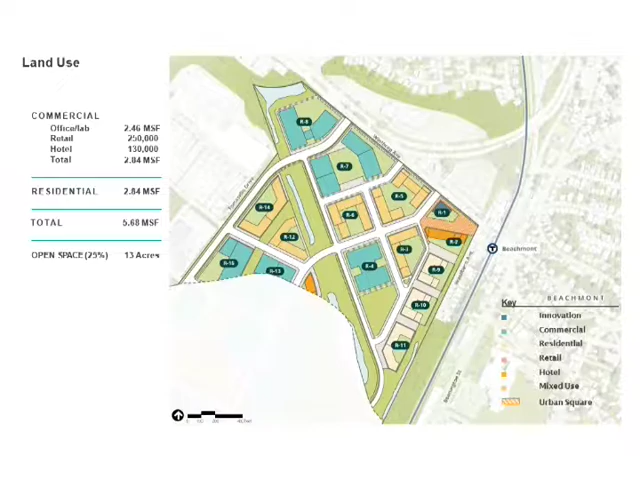 Land Use
COMMERCIAL
Office/lab 2.46 MSF
Retail 250,000
Hotel 130,000
Total 2.84 MSF
RESIDENTIAL 2.84 MSF
TOTAL 5.68 MSF
OPEN SPACE (25%) 13 Acres
R-8
R-7
R-5
R-1
R-14
R-6
R-2
R-12
R-3
R-15
R-13
R-4
R-9
R-10
R-11
T Beachmont
BEACHMONT
Key
Innovation
Commercial
Residential
Retail
Hotel
Mixed Use
Urban Square